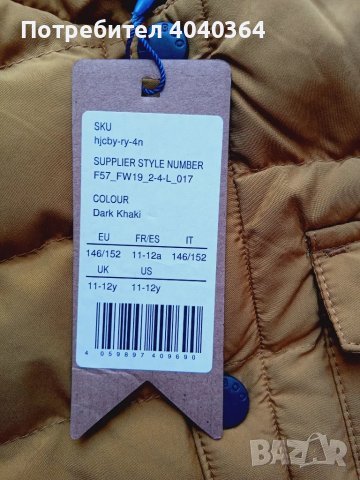 Потребител 4040364
SKU
hjcby-ry-4n
SUPPLIER STYLE NUMBER
F57_FW19_2-4-L_017
COLOUR
Dark Khaki
EU FR/ES IT
146/152 11-12a 146/152
UK US
11-12y 11-12y
4 059897 409690
BAZAR